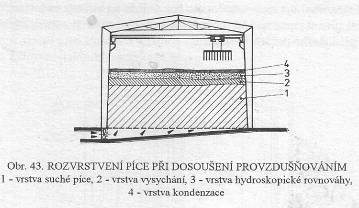 4
3
2
1
Obr. 43. ROZVRSTVENÍ PÍCE PŘI DOSOUŠENÍ PROVZDUŠŇOVÁNÍM
1 - vrstva suché píce, 2 - vrstva vysychání, 3 - vrstva hydroskopické rovnováhy,
4 - vrstva kondenzace